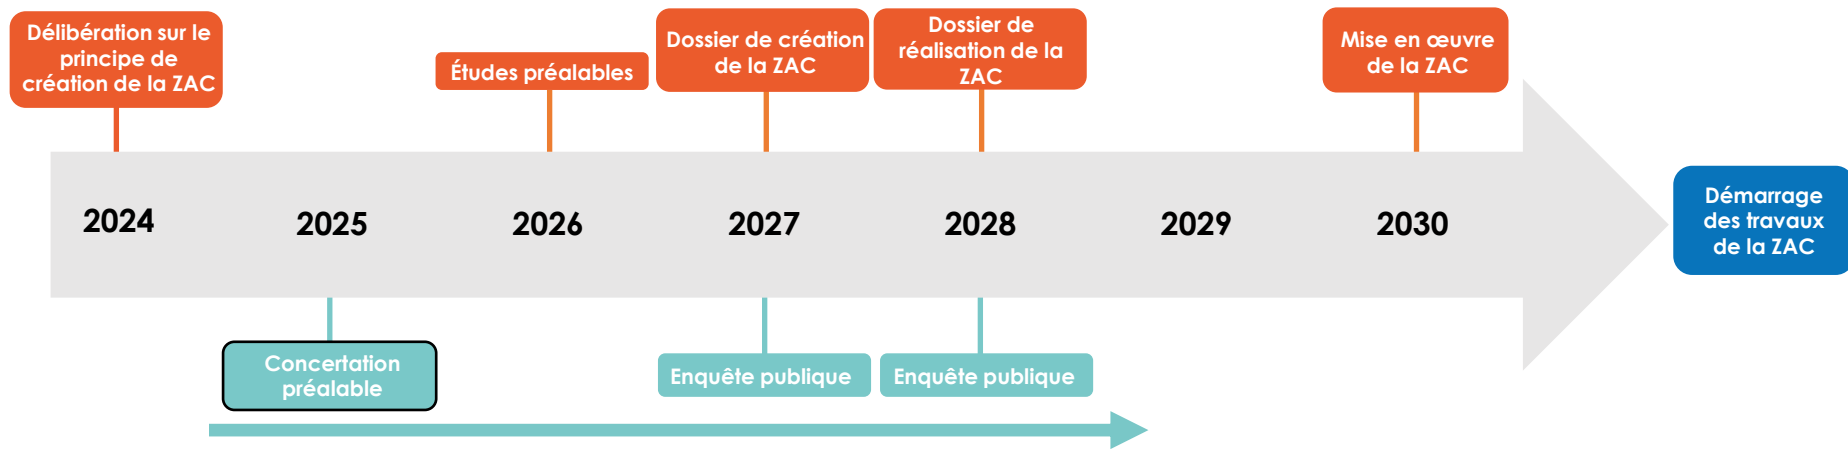 Délibération sur le
principe de
création de la ZAC
Études préalables
Dossier de création
de la ZAC
Dossier de
réalisation de la
ZAC
Mise en œuvre
de la ZAC
2024
2025
2026
2027
2028
2029
2030
Démarrage
des travaux
de la ZAC
Concertation
préalable
Enquête publique
Enquête publique